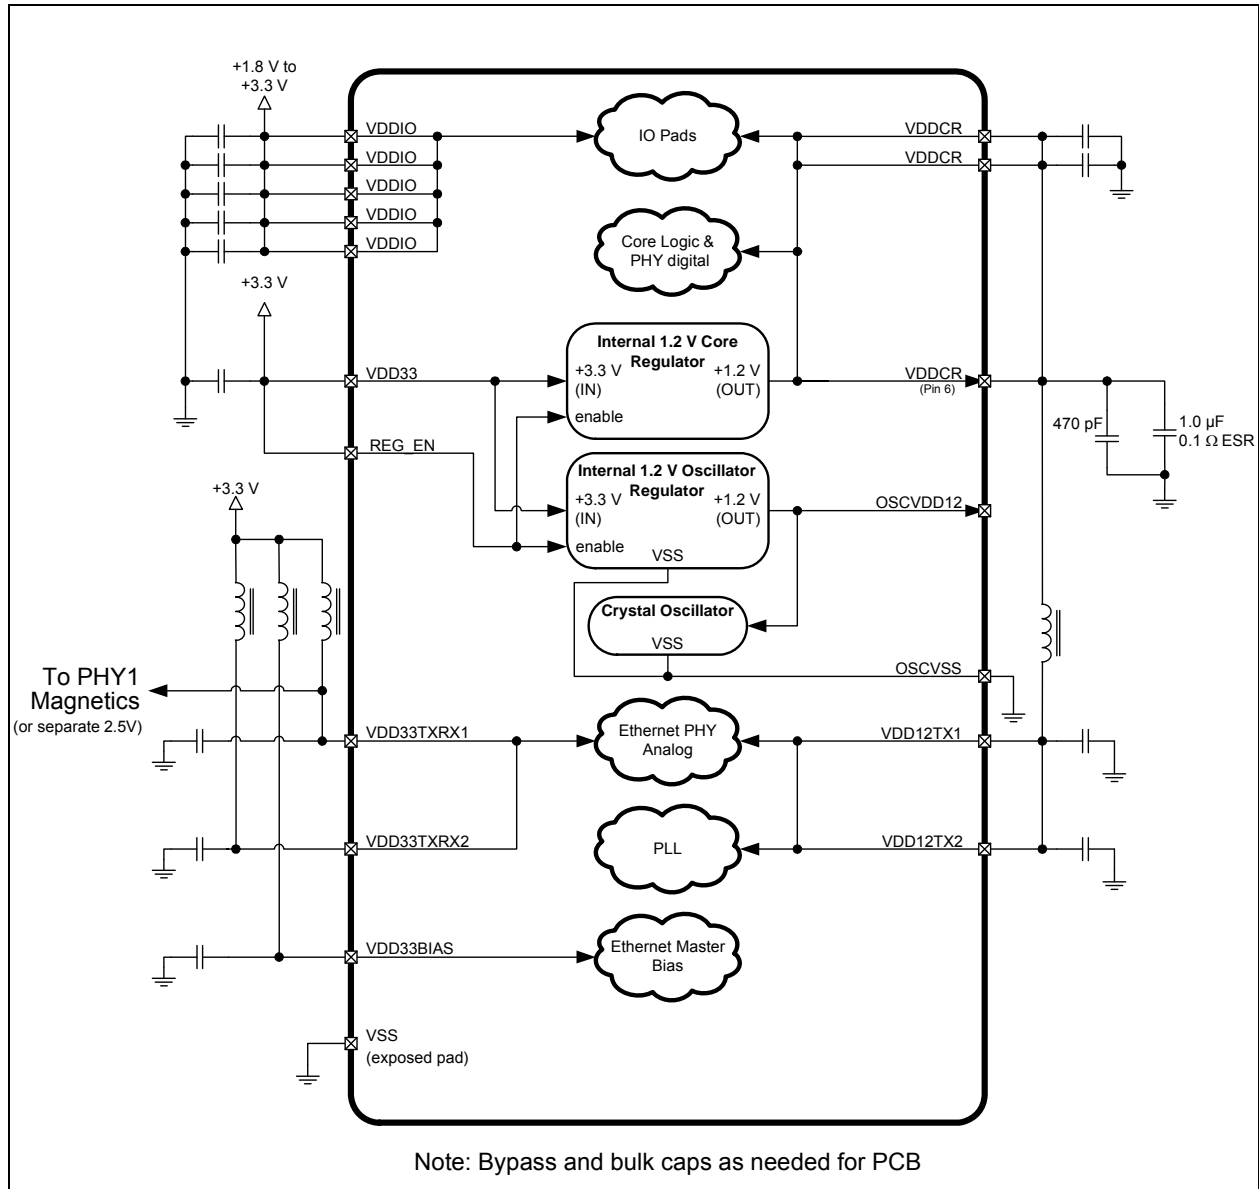 +1.8 V to
+3.3 V
VDDIO
VDDIO
VDDIO
VDDIO
VDDIO
IO Pads
VDDCR
VDDCR
Core Logic &
PHY digital
+3.3 V
Internal 1.2 V Core
Regulator
+3.3 V
(IN)
+1.2 V
(OUT)
enable
VDD33
VDDCR
(Pin 6)
470 pF
1.0 µF
0.1 Ω ESR
REG_EN
Internal 1.2 V Oscillator
Regulator
+3.3 V
(IN)
+1.2 V
(OUT)
enable
VSS
OSCVDD12
+3.3 V
Crystal Oscillator
VSS
OSCVSS
To PHY1
Magnetics
(or separate 2.5V)
VDD33TXRX1
Ethernet PHY
Analog
VDD12TX1
VDD33TXRX2
PLL
VDD12TX2
VDD33BIAS
Ethernet Master
Bias
VSS
(exposed pad)
Note: Bypass and bulk caps as needed for PCB